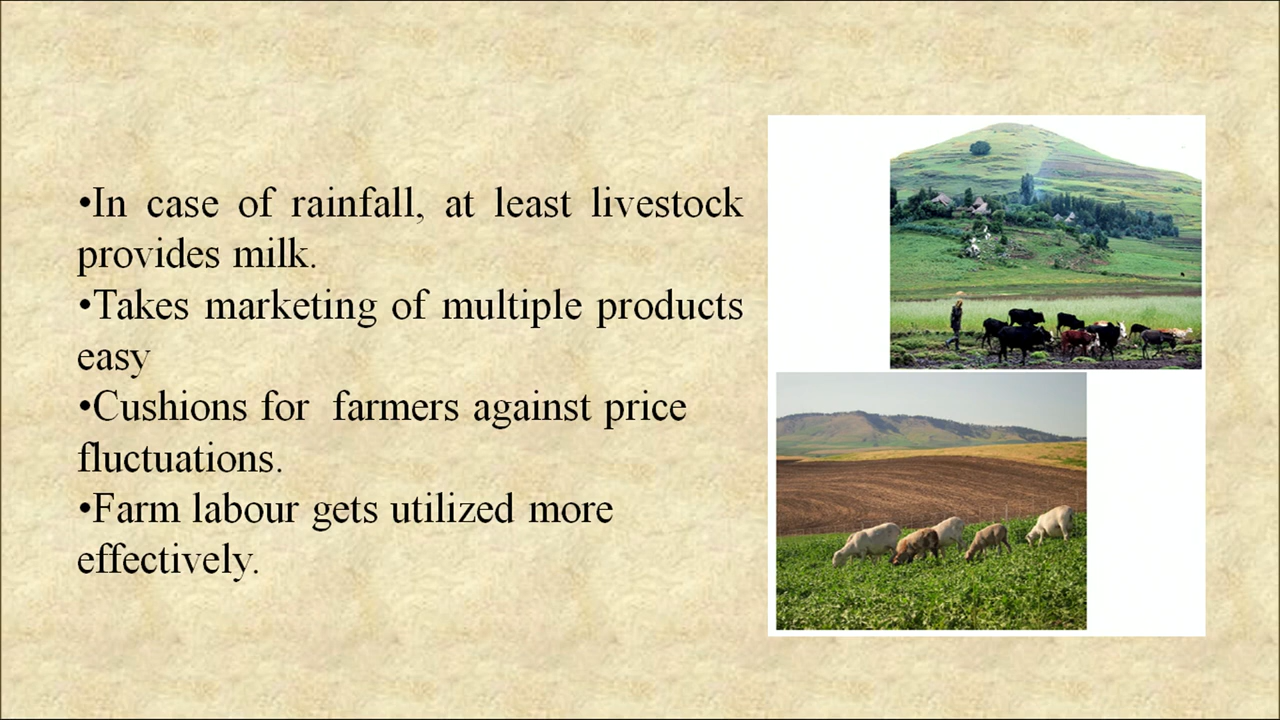 •In case of rainfall, at least livestock
provides milk.
•Takes marketing of multiple products
easy
•Cushions for  farmers against price
fluctuations.
•Farm labour gets utilized more
effectively.